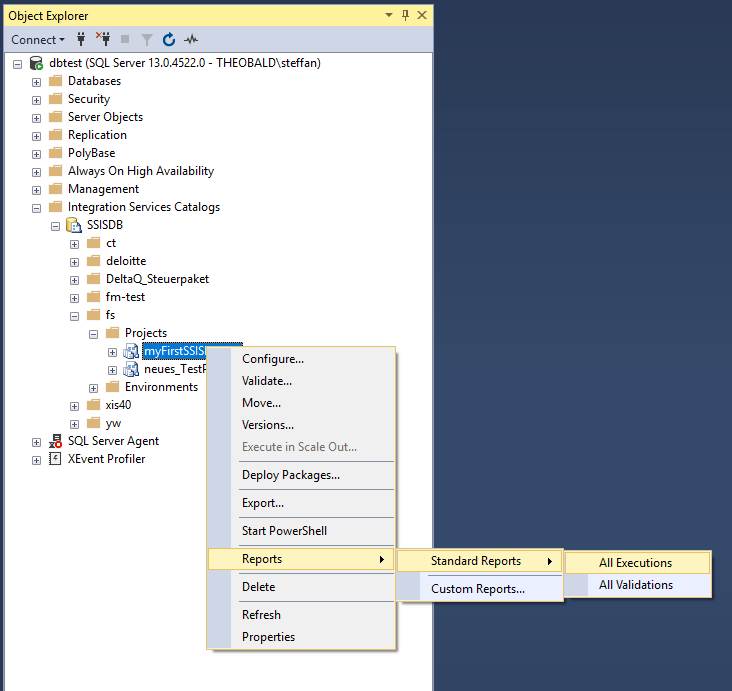 Object Explorer
Connect
dbtest (SQL Server 13.0.4522.0 - THEOBALD\steffan)
Databases
Security
Server Objects
Replication
PolyBase
Always On High Availability
Management
Integration Services Catalogs
SSISDB
ct
deloitte
DeltaQ_Steuerpaket
fm-test
fs
Projects
myFirstSSIS
neues_Test
Environments
xis40
yw
SQL Server Agent
XEvent Profiler
Configure...
Validate...
Move...
Versions...
Execute in Scale Out...
Deploy Packages...
Export...
Start PowerShell
Reports
Delete
Refresh
Properties
Standard Reports
Custom Reports...
All Executions
All Validations